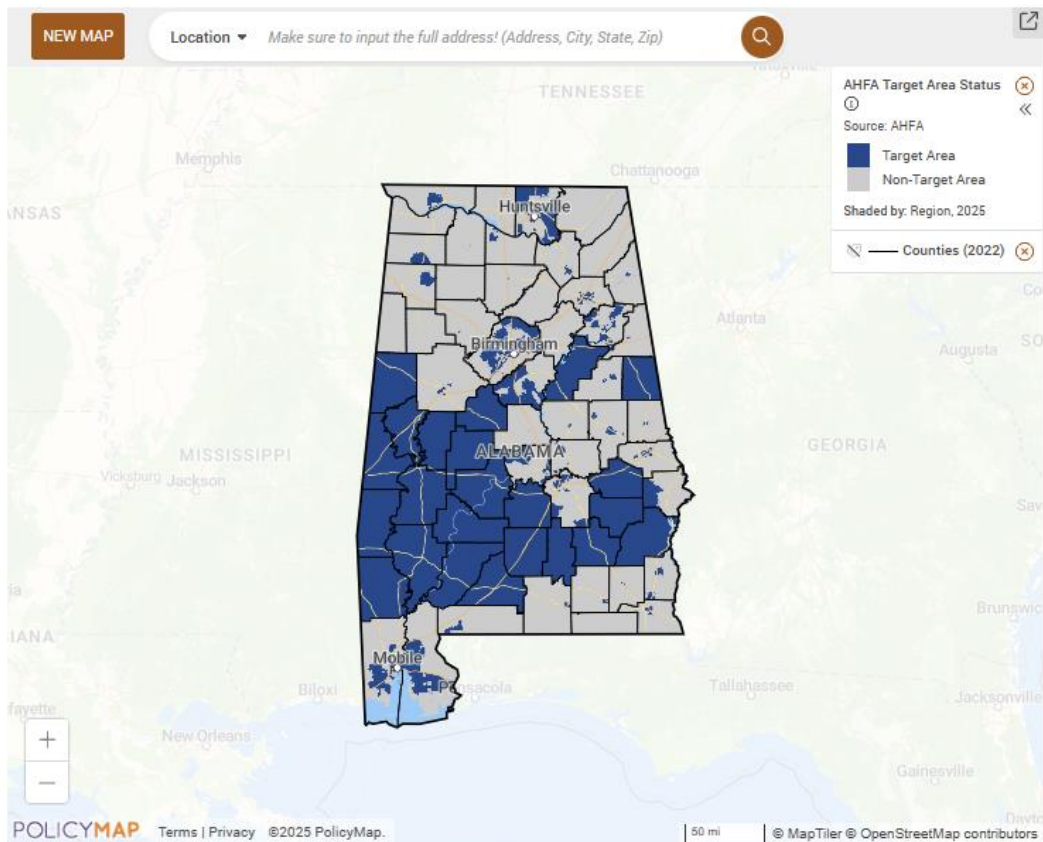 NEW MAP
Location
Make sure to input the full address! (Address, City, State, Zip)
AHFA Target Area Status
Source: AHFA
Target Area
Non-Target Area
Shaded by: Region, 2025
Counties (2022)
TENNESSEE
Memphis
Chattanooga
Huntsville
Atlanta
Birmingham
Augusta
ALABAMA
GEORGIA
MISSISSIPPI
Vicksburg
Jackson
Mobile
Biloxi
Tallahassee
Jacksonville
New Orleans
Gainesville
+
−
POLICYMAP
Terms | Privacy ©2025 PolicyMap.
50 mi
© MapTiler © OpenStreetMap contributors